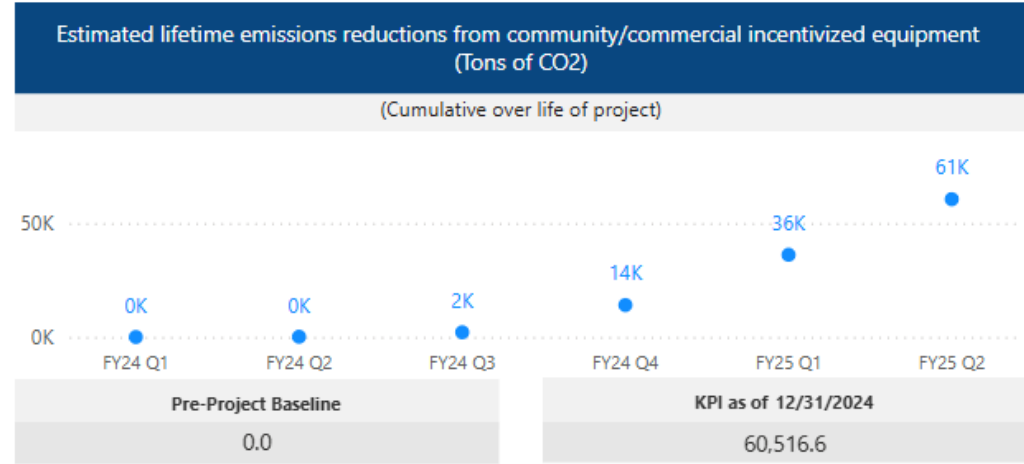 Estimated lifetime emissions reductions from community/commercial incentivized equipment
(Tons of CO2)
(Cumulative over life of project)
61K
50K
36K
14K
2K
0K
0K
0K
FY24 Q1
FY24 Q2
FY24 Q3
FY24 Q4
FY25 Q1
FY25 Q2
Pre-Project Baseline
0.0
KPI as of 12/31/2024
60,516.6